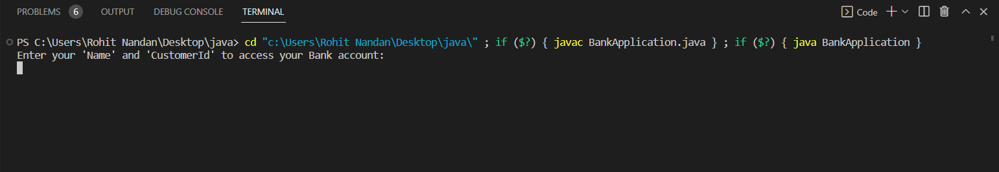 PROBLEMS 6 OUTPUT DEBUG CONSOLE TERMINAL Code
PS C:\Users\Rohit Nandan\Desktop\java> cd "c:\Users\Rohit Nandan\Desktop\java\" ; if ($?) { javac BankApplication.java } ; if ($?) { java BankApplication }
Enter your 'Name' and 'CustomerId' to access your Bank account: